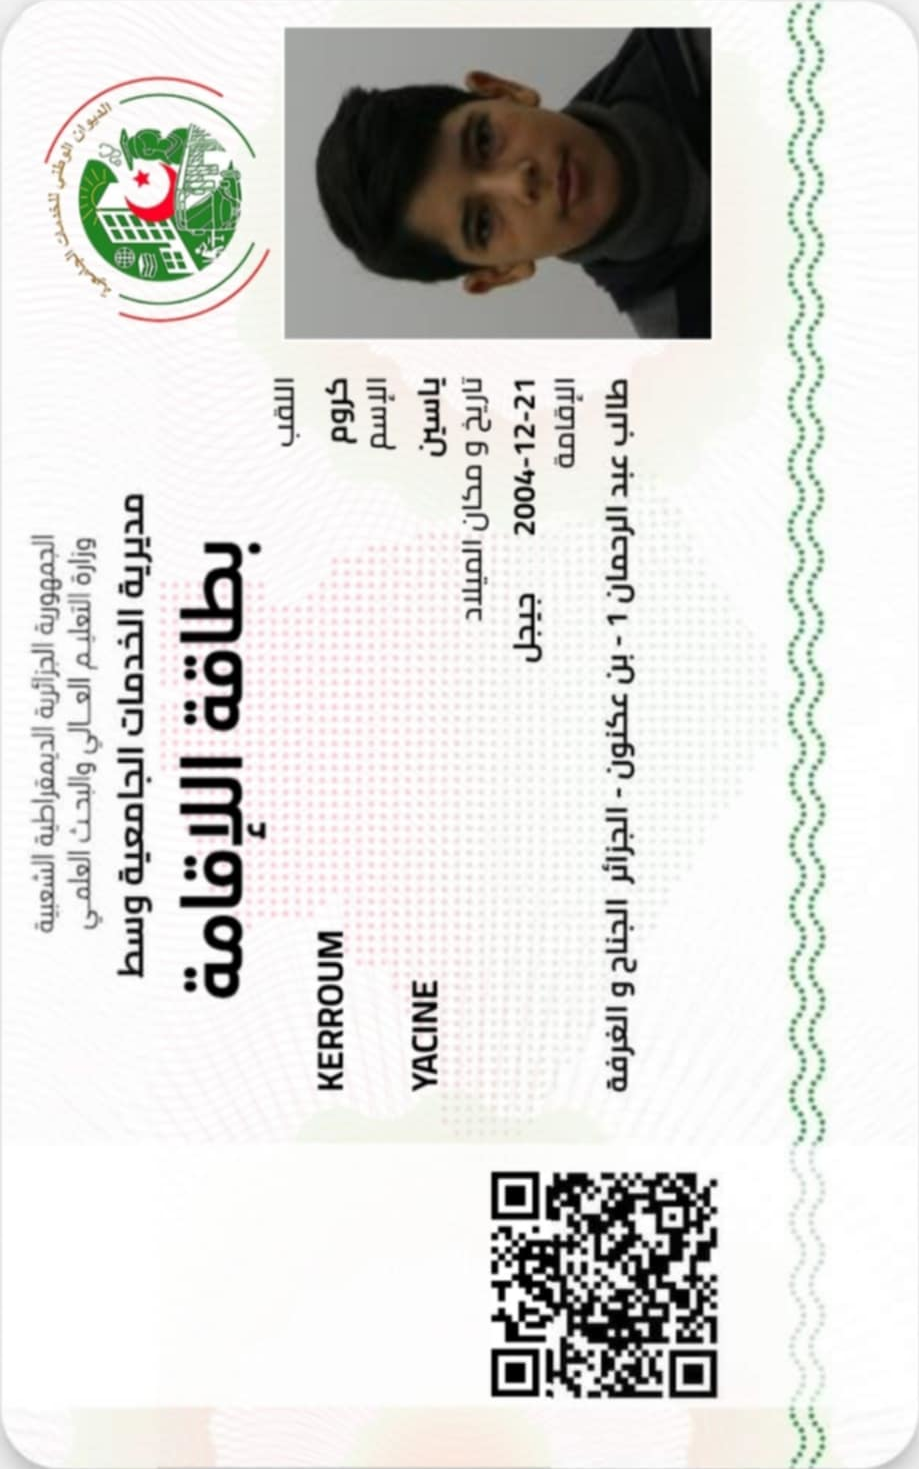 الجمهورية الجزائرية الديمقراطية الشعبية
وزارة التعليم العالي والبحث العلمي
مديرية الخدمات الجامعية وسط
بطاقة الإقامة
الديوان الوطني للخدمات الجامعية
اللقب
كروم KERROUM
الإسم
ياسين YACINE
تاريخ و مكان الميلاد
2004-12-21 جيجل
الإقامة
طالب عبد الرحمان 1 - بن عكنون - الجزائر الجناح و الغرفة